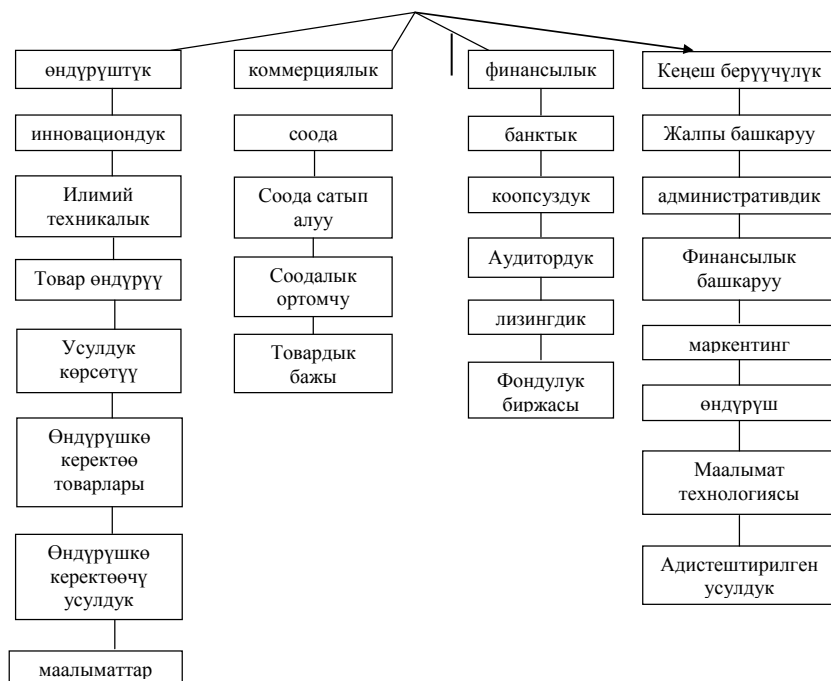 өндүрүштүк
инновациондук
Илимий
техникалык
Товар өндүрүү
Усулдук
көрсөтүү
Өндүрүшкө
керектөө
товарлары
Өндүрүшкө
керектөөчү
усулдук
маалыматтар
коммерциялык
соода
Соода сатып
алуу
Соодалык
ортомчу
Товардык
бажы
финансылык
банктык
коопсуздук
Аудитордук
лизингдик
Фондулук
биржасы
Кеңеш берүүчүлүк
Жалпы башкаруу
административдик
Финансылык
башкаруу
маркентинг
өндүрүш
Маалымат
технологиясы
Адистештирилген
усулдук